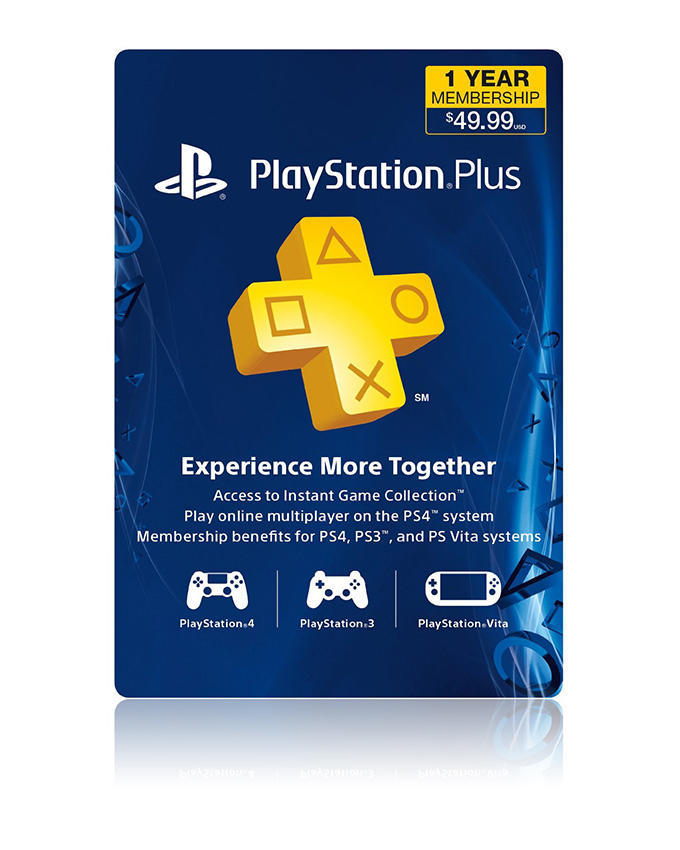 1 YEAR
MEMBERSHIP
$49.99 USD
PlayStation®Plus
®
SM
Experience More Together
Access to Instant Game Collection™
Play online multiplayer on the PS4™ system
Membership benefits for PS4, PS3™, and PS Vita systems
PlayStation®4 PlayStation®3 PlayStation®Vita